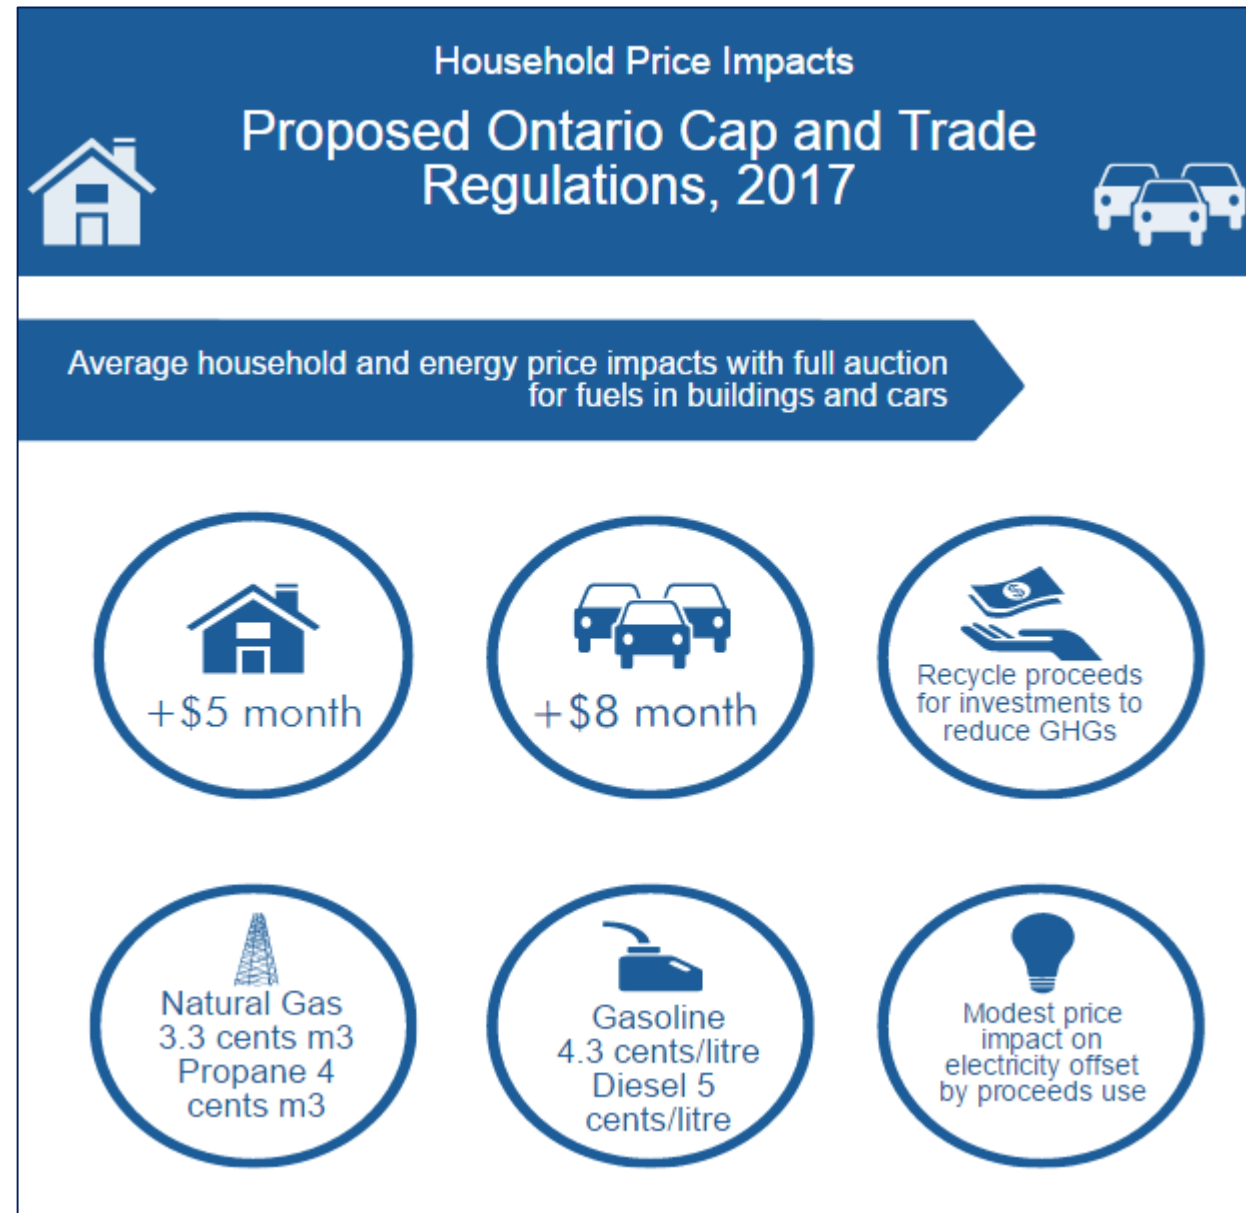 Household Price Impacts
Proposed Ontario Cap and Trade
Regulations, 2017
Average household and energy price impacts with full auction
for fuels in buildings and cars
+$5 month
+$8 month
$
Recycle proceeds
for investments to
reduce GHGs
Natural Gas
3.3 cents m3
Propane 4
cents m3
Gasoline
4.3 cents/litre
Diesel 5
cents/litre
Modest price
impact on
electricity offset
by proceeds use